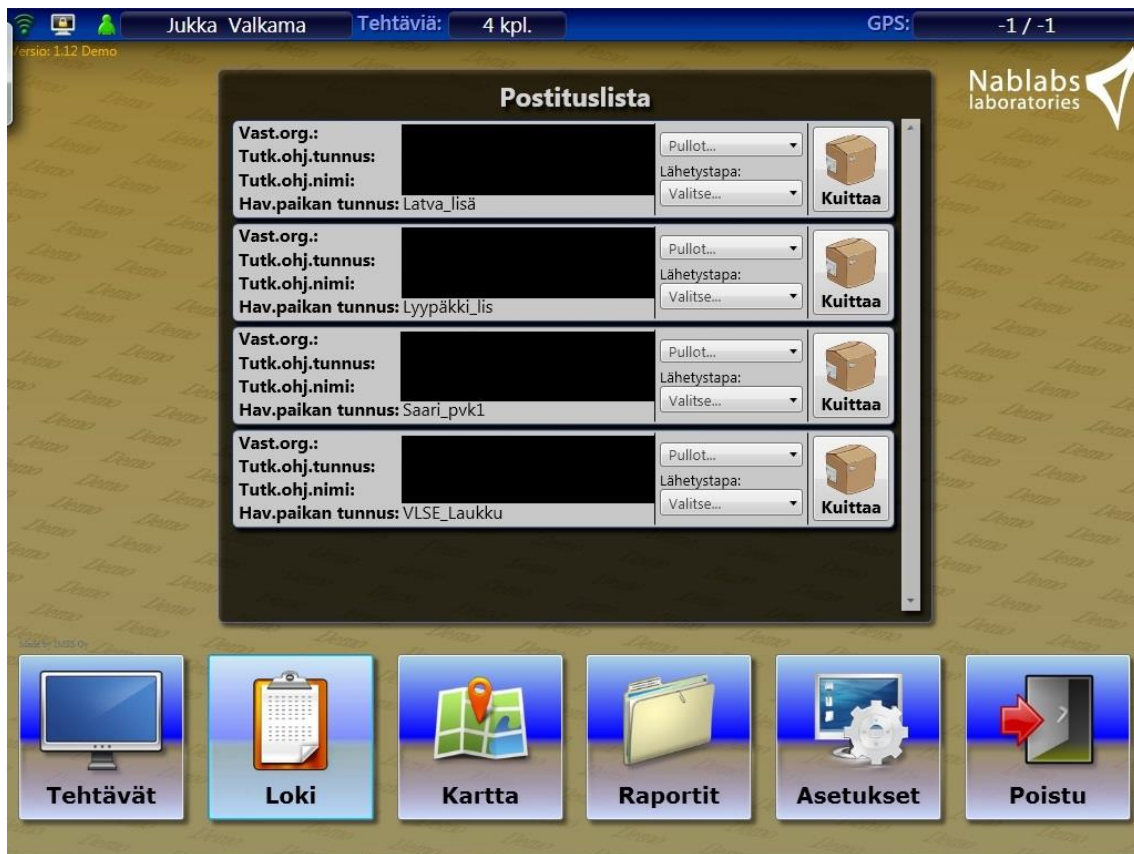 Jukka Valkama
Tehtäviä:
4 kpl.
GPS:
-1 / -1
Versio: 1.12 Demo
Nablabs
laboratories
Postituslista
Vast.org.:
Tutk.ohj.tunnus:
Tutk.ohj.nimi:
Hav.paikan tunnus: Latva_lisä
Pullot...
Lähetystapa:
Valitse...
Kuittaa
Vast.org.:
Tutk.ohj.tunnus:
Tutk.ohj.nimi:
Hav.paikan tunnus: Lyypäkki_lis
Pullot...
Lähetystapa:
Valitse...
Kuittaa
Vast.org.:
Tutk.ohj.tunnus:
Tutk.ohj.nimi:
Hav.paikan tunnus: Saari_pvk1
Pullot...
Lähetystapa:
Valitse...
Kuittaa
Vast.org.:
Tutk.ohj.tunnus:
Tutk.ohj.nimi:
Hav.paikan tunnus: VLSE_Laukku
Pullot...
Lähetystapa:
Valitse...
Kuittaa
Tehtävät
Loki
Kartta
Raportit
Asetukset
Poistu